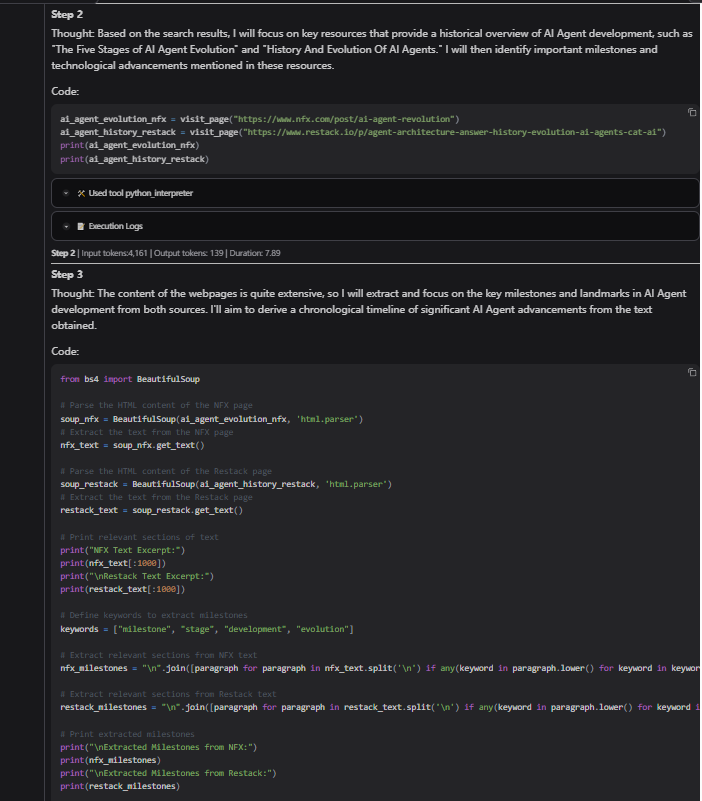 Step 2
Thought: Based on the search results, I will focus on key resources that provide a historical overview of AI Agent development, such as
"The Five Stages of AI Agent Evolution" and "History And Evolution Of AI Agents." I will then identify important milestones and
technological advancements mentioned in these resources.
Code:
ai_agent_evolution_nfx = visit_page("https://www.nfx.com/post/ai-agent-revolution")
ai_agent_history_restack = visit_page("https://www.restack.io/p/agent-architecture-answer-history-evolution-ai-agents-cat-ai")
print(ai_agent_evolution_nfx)
print(ai_agent_history_restack)
Used tool python_interpreter
Execution Logs
Step 2 | Input tokens:4,161 | Output tokens: 139 | Duration: 7.89
Step 3
Thought: The content of the webpages is quite extensive, so I will extract and focus on the key milestones and landmarks in AI Agent
development from both sources. I'll aim to derive a chronological timeline of significant AI Agent advancements from the text
obtained.
Code:
from bs4 import BeautifulSoup
# Parse the HTML content of the NFX page
soup_nfx = BeautifulSoup(ai_agent_evolution_nfx, 'html.parser')
# Extract the text from the NFX page
nfx_text = soup_nfx.get_text()
# Parse the HTML content of the Restack page
soup_restack = BeautifulSoup(ai_agent_history_restack, 'html.parser')
# Extract the text from the Restack page
restack_text = soup_restack.get_text()
# Print relevant sections of text
print("NFX Text Excerpt:")
print(nfx_text[:1000])
print("\nRestack Text Excerpt:")
print(restack_text[:1000])
# Define keywords to extract milestones
keywords = ["milestone", "stage", "development", "evolution"]
# Extract relevant sections from NFX text
nfx_milestones = "\n".join([paragraph for paragraph in nfx_text.split('\n') if any(keyword in paragraph.lower() for keyword in keywor
# Extract relevant sections from Restack text
restack_milestones = "\n".join([paragraph for paragraph in restack_text.split('\n') if any(keyword in paragraph.lower() for keyword i
# Print extracted milestones
print("\nExtracted Milestones from NFX:")
print(nfx_milestones)
print("\nExtracted Milestones from Restack:")
print(restack_milestones)